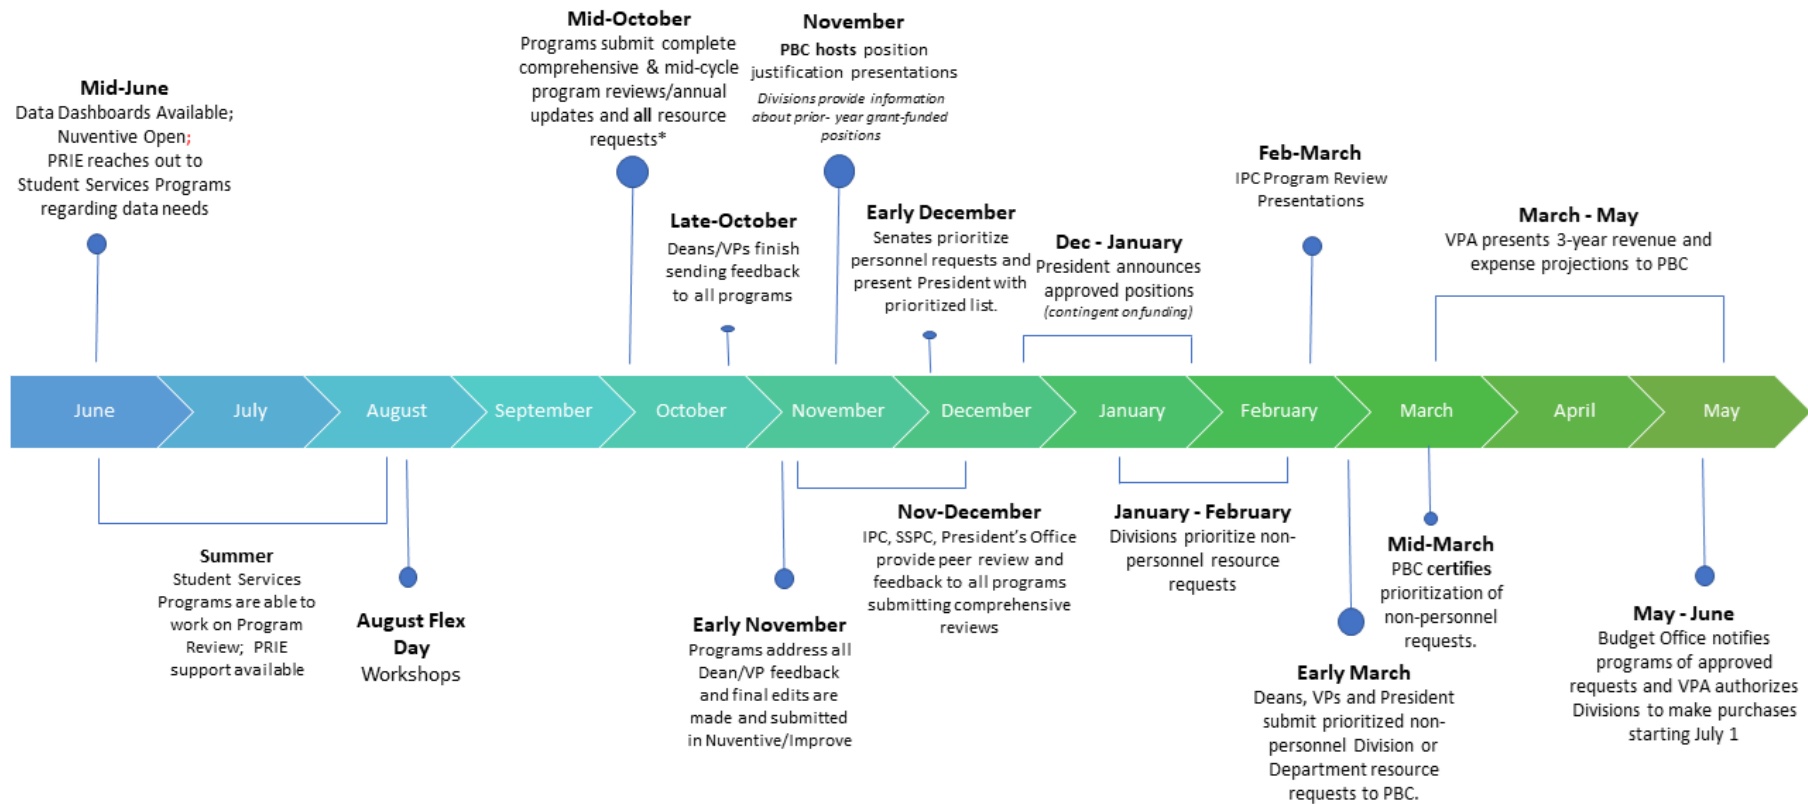 Mid-June
Data Dashboards Available;
Nuventive Open;
PRIE reaches out to
Student Services Programs
regarding data needs
Mid-October
Programs submit complete
comprehensive & mid-cycle
program reviews/annual
updates and all resource
requests*
Late-October
Deans/VPs finish
sending feedback
to all programs
November
PBC hosts position
justification presentations
Divisions provide information
about prior- year grant-funded
positions
Early December
Senates prioritize
personnel requests and
present President with
prioritized list.
Dec - January
President announces
approved positions
(contingent on funding)
Feb-March
IPC Program Review
Presentations
March - May
VPA presents 3-year revenue and
expense projections to PBC
June
July
August
September
October
November
December
January
February
March
April
May
Summer
Student Services
Programs are able to
work on Program
Review; PRIE
support available
August Flex
Day
Workshops
Early November
Programs address all
Dean/VP feedback
and final edits are
made and submitted
in Nuventive/Improve
Nov-December
IPC, SSPC, President's Office
provide peer review and
feedback to all programs
submitting comprehensive
reviews
January - February
Divisions prioritize non-
personnel resource
requests
Early March
Deans, VPs and President
submit prioritized non-
personnel Division or
Department resource
requests to PBC.
Mid-March
PBC certifies
prioritization of
non-personnel
requests.
May - June
Budget Office notifies
programs of approved
requests and VPA authorizes
Divisions to make purchases
starting July 1